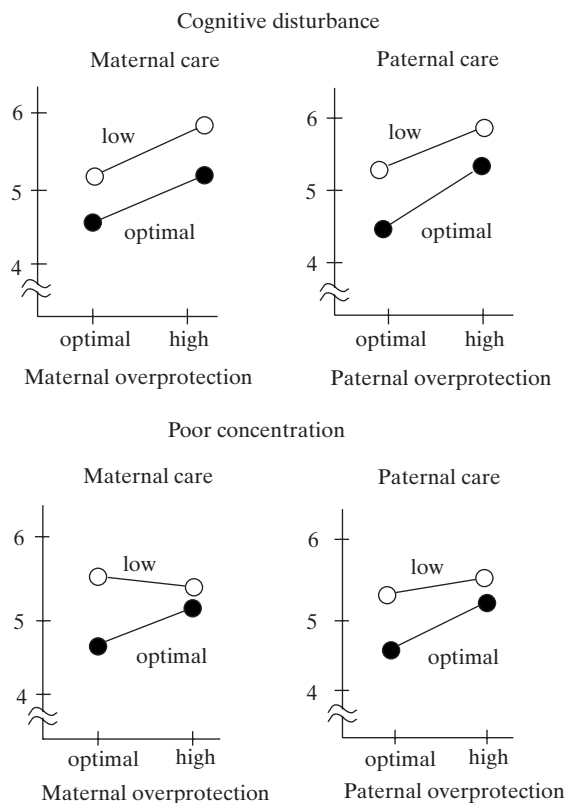 Cognitive disturbance
Maternal care
Paternal care
6
low
5
optimal
4
optimal high
Maternal overprotection
6
low
5
optimal
4
optimal high
Paternal overprotection
Poor concentration
Maternal care
Paternal care
6
low
5
optimal
4
optimal high
Maternal overprotection
6
low
5
optimal
4
optimal high
Paternal overprotection